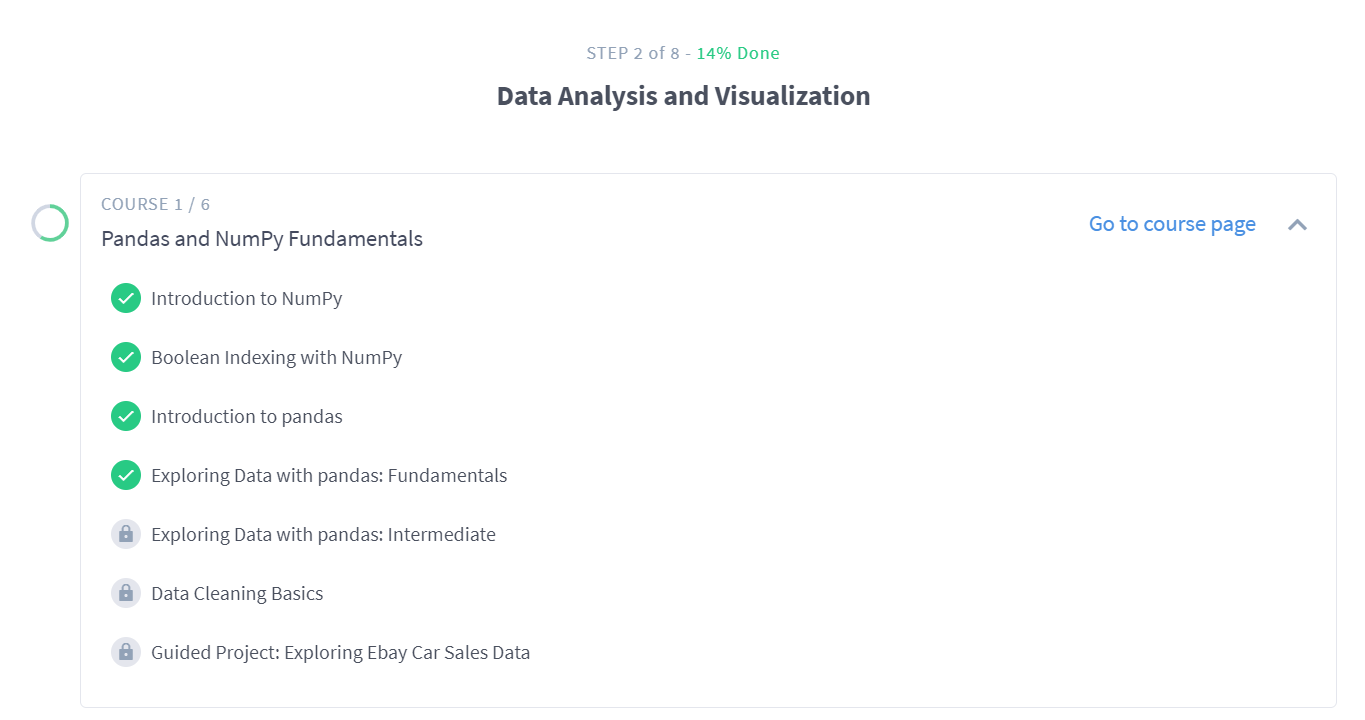 STEP 2 of 8 - 14% Done
Data Analysis and Visualization
COURSE 1 / 6
Pandas and NumPy Fundamentals
Go to course page
Introduction to NumPy
Boolean Indexing with NumPy
Introduction to pandas
Exploring Data with pandas: Fundamentals
Exploring Data with pandas: Intermediate
Data Cleaning Basics
Guided Project: Exploring Ebay Car Sales Data